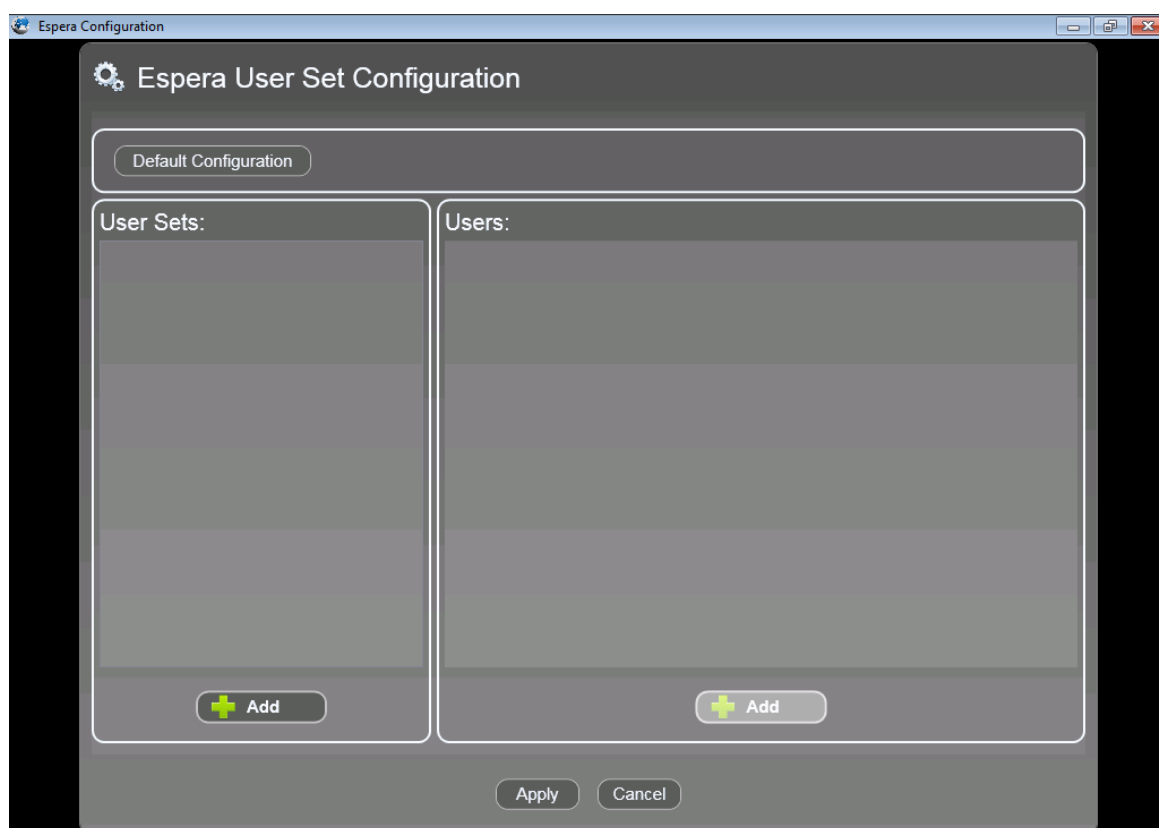 Espera Configuration
Espera User Set Configuration
Default Configuration
User Sets:
Users:
Add
Add
Apply
Cancel